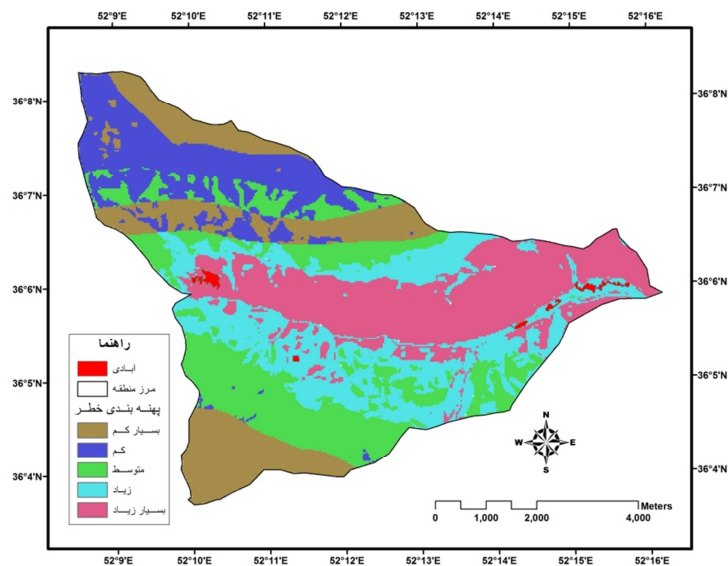 52°9'E 52°10'E 52°11'E 52°12'E 52°13'E 52°14'E 52°15'E 52°16'E
36°8'N 36°8'N
36°7'N 36°7'N
36°6'N 36°6'N
36°5'N 36°5'N
36°4'N 36°4'N
راهنما
آبادی
مرز منطقه
پهنه بندی خطر
بسیار کم
کم
متوسط
زیاد
بسیار زیاد
N
W E
S
Meters
0 1,000 2,000 4,000
52°9'E 52°10'E 52°11'E 52°12'E 52°13'E 52°14'E 52°15'E 52°16'E